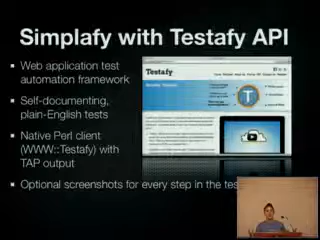 Simplafy with Testafy API
Web application test
automation framework
Testafy
Self-documenting,
plain-English tests
Native Perl client
(WWW::Testafy) with
TAP output
Optional screenshots for every step in the tes